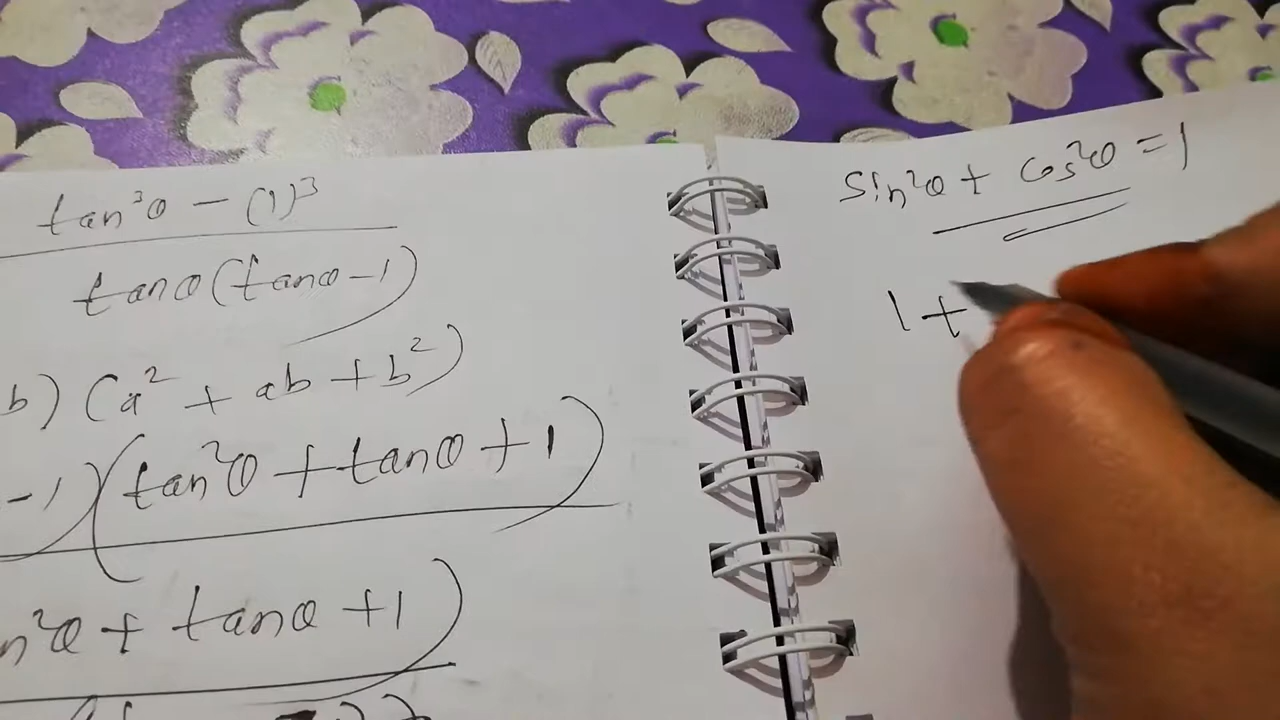 tan³θ - (1)³
tanθ(tanθ-1)
b) (a² + ab + b²)
-1)(tan²θ + tanθ + 1)
n²θ + tanθ + 1)
sin²θ + cos²θ = 1
1 +